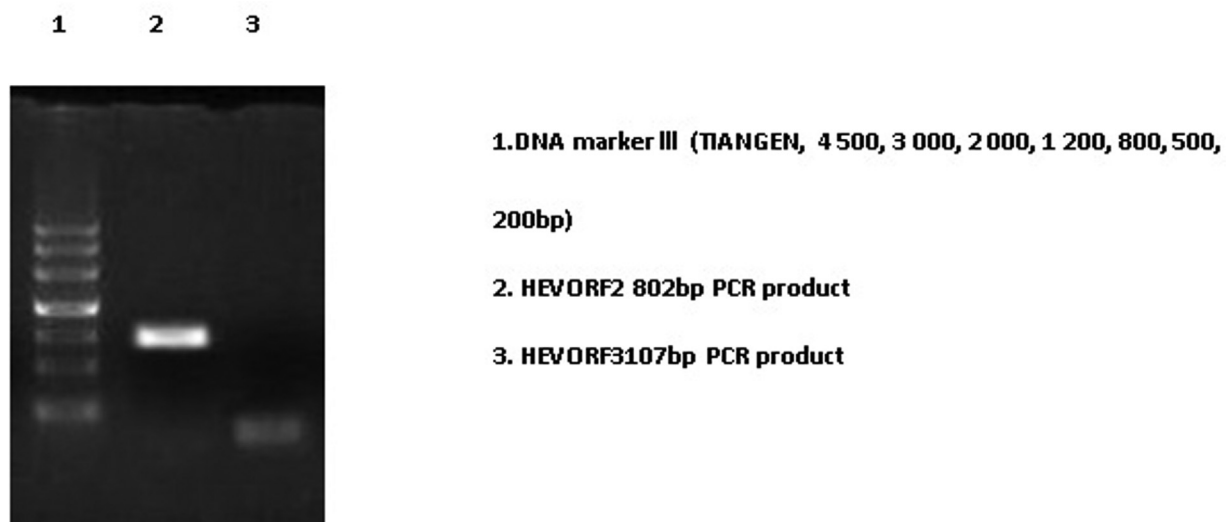 1 2 3
1.DNA marker III (TIANGEN, 4 500, 3 000, 2 000, 1 200, 800, 500,
200bp)
2. HEVORF2 802bp PCR product
3. HEVORF3107bp PCR product